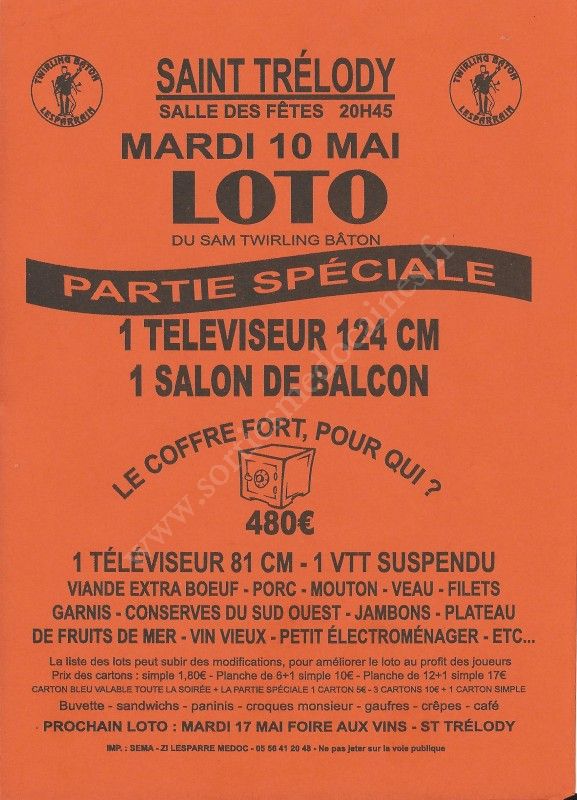 TWIRLING BÂTON
LESPARRAIN
SAINT TRÉLODY
TWIRLING BÂTON
LESPARRAIN
SALLE DES FÊTES 20H45
MARDI 10 MAI
LOTO
DU SAM TWIRLING BÂTON
PARTIE SPÉCIALE
1 TELEVISEUR 124 CM
1 SALON DE BALCON
LE COFFRE FORT, POUR QUI ?
480€
1 TÉLÉVISEUR 81 CM - 1 VTT SUSPENDU
VIANDE EXTRA BOEUF - PORC - MOUTON - VEAU - FILETS
GARNIS - CONSERVES DU SUD OUEST - JAMBONS - PLATEAU
DE FRUITS DE MER - VIN VIEUX - PETIT ÉLECTROMÉNAGER - ETC...
La liste des lots peut subir des modifications, pour améliorer le loto au profit des joueurs
Prix des cartons : simple 1,80€ - Planche de 6+1 simple 10€ - Planche de 12+1 simple 17€
CARTON BLEU VALABLE TOUTE LA SOIRÉE + LA PARTIE SPÉCIALE 1 CARTON 5€ - 3 CARTONS 10€ + 1 CARTON SIMPLE
Buvette - sandwichs - paninis - croques monsieur - gaufres - crêpes - café
PROCHAIN LOTO : MARDI 17 MAI FOIRE AUX VINS - ST TRÉLODY
IMP. : SEMA - ZI LESPARRE MEDOC - 05 56 41 20 48 - Ne pas jeter sur la voie publique
www.sortiesmedocaines.fr